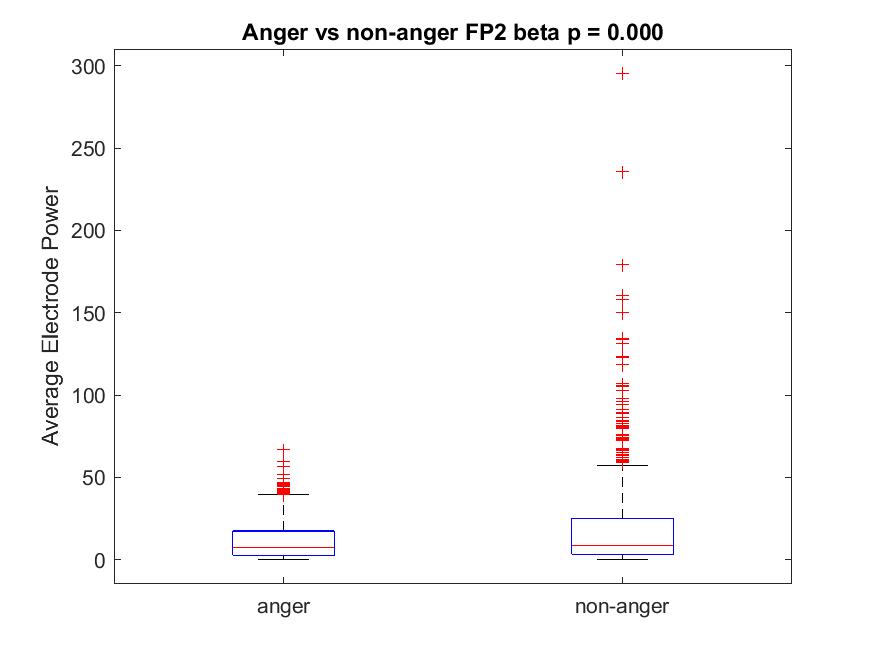 Anger vs non-anger FP2 beta p = 0.000
Average Electrode Power
300
250
200
150
100
50
0
anger
non-anger